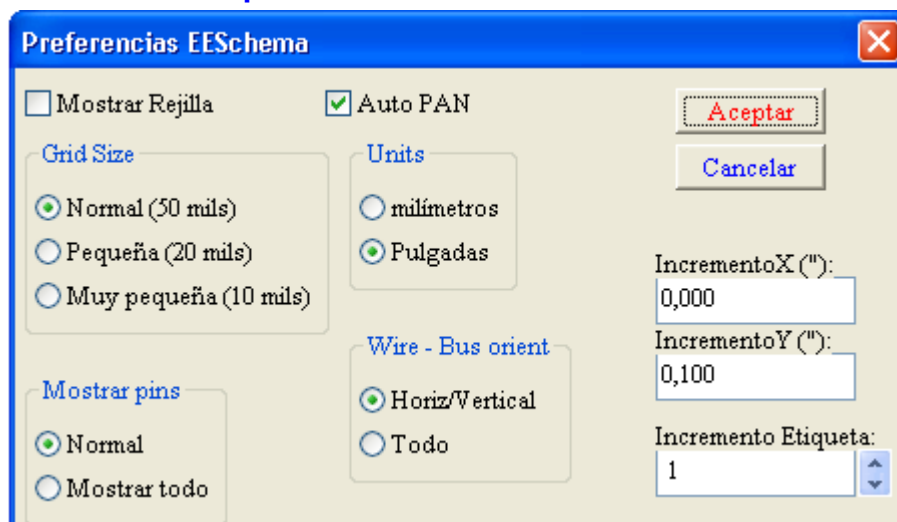 Preferencias EESchema
Mostrar Rejilla
Auto PAN
Aceptar
Cancelar
Grid Size
Normal (50 mils)
Pequeña (20 mils)
Muy pequeña (10 mils)
Units
milímetros
Pulgadas
IncrementoX ("):
0,000
IncrementoY ("):
0,100
Mostrar pins
Normal
Mostrar todo
Wire - Bus orient
Horiz/Vertical
Todo
Incremento Etiqueta:
1